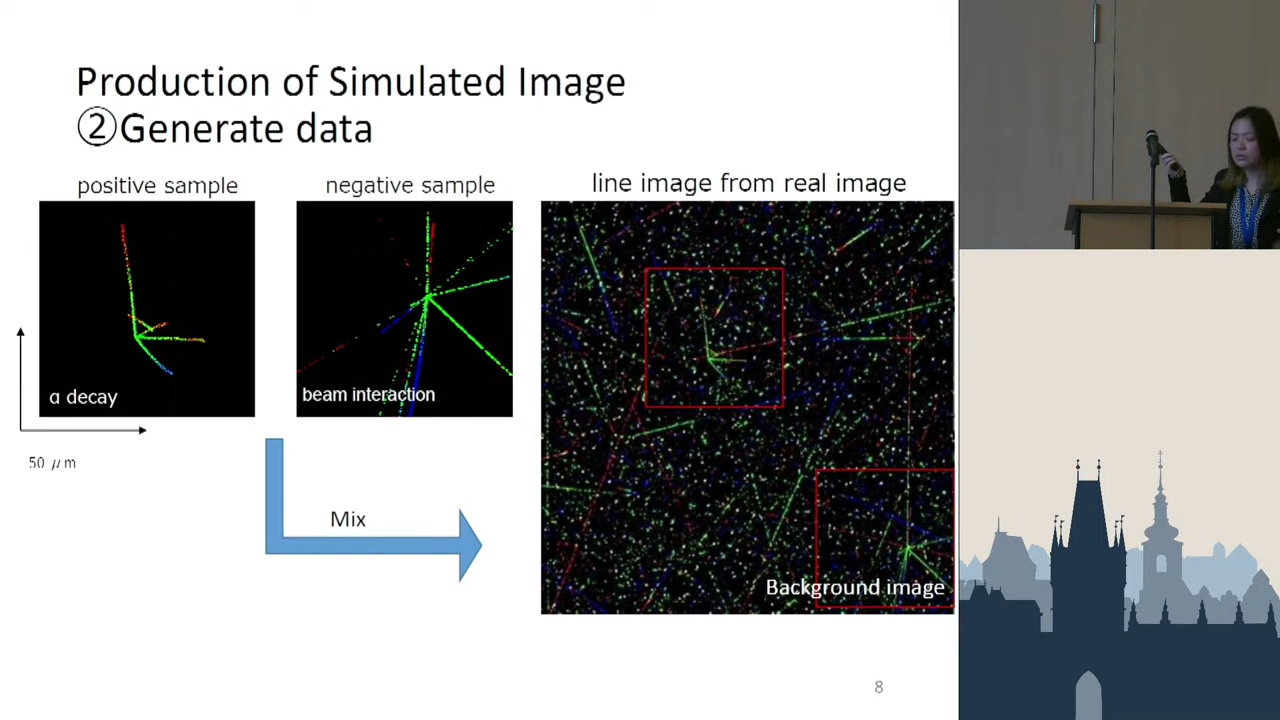 Production of Simulated Image
②Generate data
positive sample
negative sample
line image from real image
α decay
beam interaction
50 μm
Mix
Background image
8